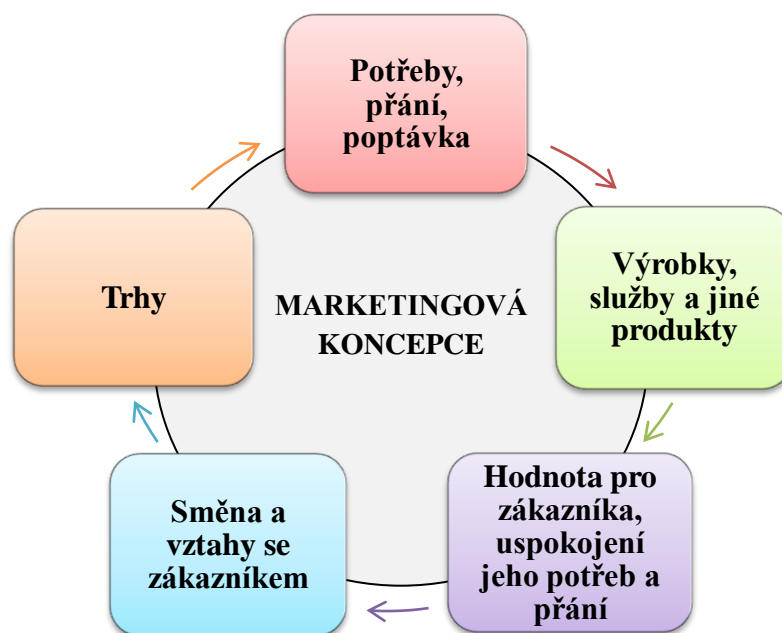 Potřeby,
přání,
poptávka
Výrobky,
služby a jiné
produkty
Hodnota pro
zákazníka,
uspokojení
jeho potřeb a
přání
Směna a
vztahy se
zákazníkem
Trhy
MARKETINGOVÁ
KONCEPCE